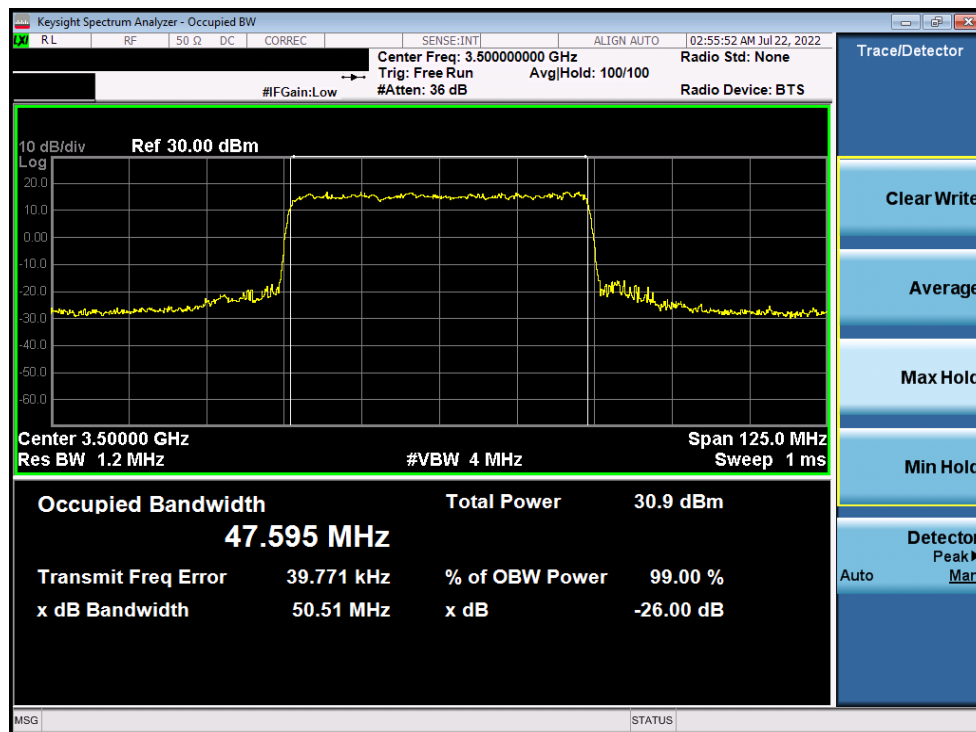 Keysight Spectrum Analyzer - Occupied BW
LXI RL RF 50 Ω DC CORREC SENSE:INT ALIGN AUTO 02:55:52 AM Jul 22, 2022
Center Freq: 3.500000000 GHz Radio Std: None
Trig: Free Run Avg|Hold: 100/100
#IFGain:Low #Atten: 36 dB Radio Device: BTS
10 dB/div Ref 30.00 dBm
Log
20.0
10.0
0.00
-10.0
-20.0
-30.0
-40.0
-50.0
-60.0
Center 3.50000 GHz Span 125.0 MHz
Res BW 1.2 MHz #VBW 4 MHz Sweep 1 ms
Occupied Bandwidth Total Power 30.9 dBm
47.595 MHz
Transmit Freq Error 39.771 kHz % of OBW Power 99.00 %
x dB Bandwidth 50.51 MHz x dB -26.00 dB
MSG STATUS
Trace/Detector
Clear Write
Average
Max Hold
Min Hold
Detector
Peak
Auto Man